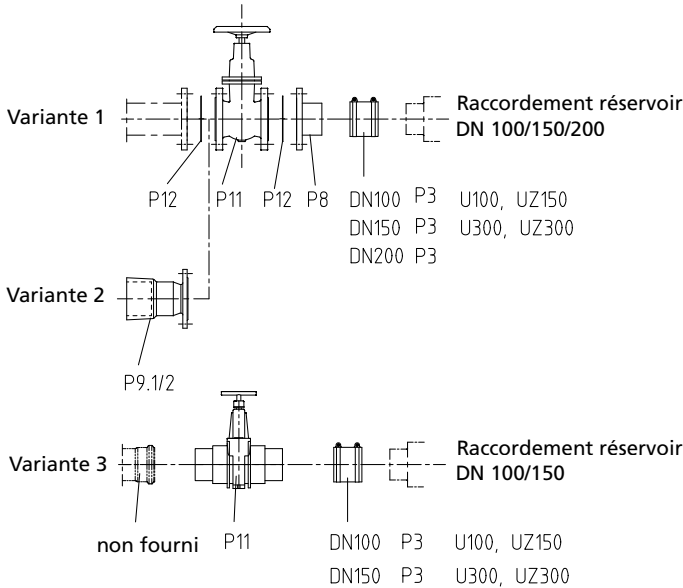 Variante 1
Raccordement réservoir
DN 100/150/200
P12 P11 P12 P8 DN100 P3 U100, UZ150
DN150 P3 U300, UZ300
DN200 P3
Variante 2
P9.1/2
Variante 3
Raccordement réservoir
DN 100/150
non fourni P11 DN100 P3 U100, UZ150
DN150 P3 U300, UZ300